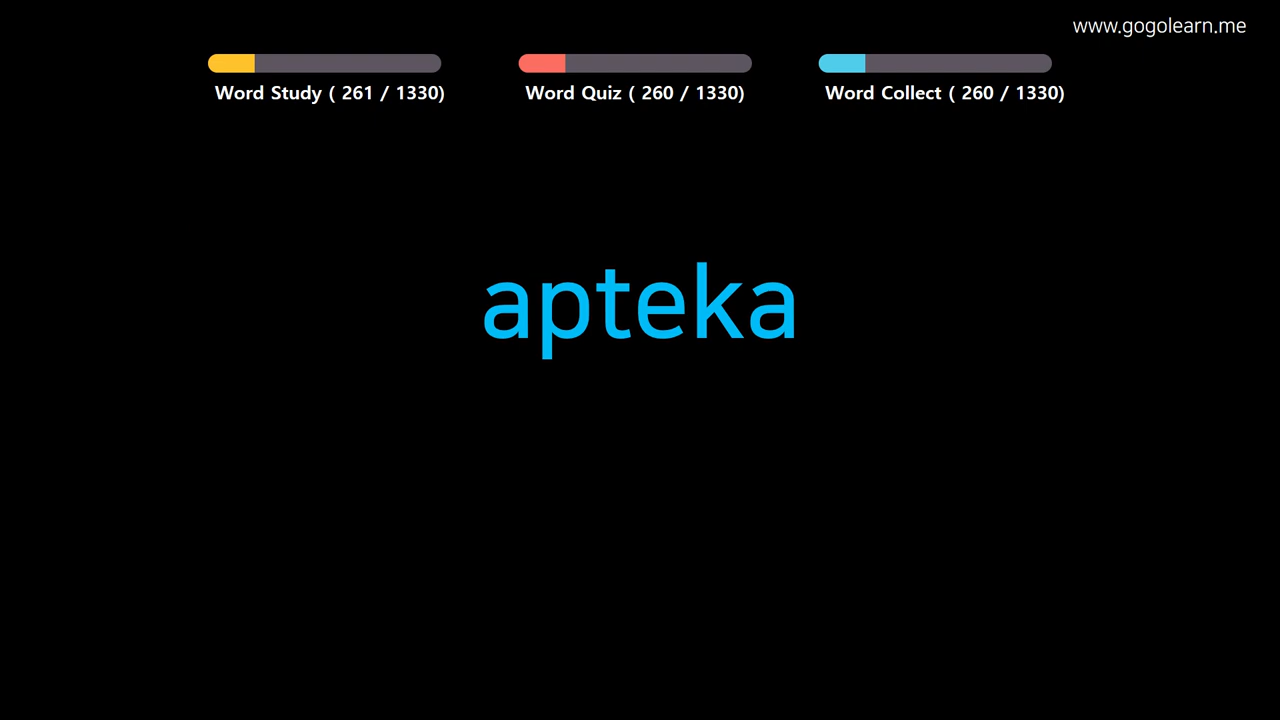 www.gogolearn.me
Word Study ( 261 / 1330)
Word Quiz ( 260 / 1330)
Word Collect ( 260 / 1330)
apteka